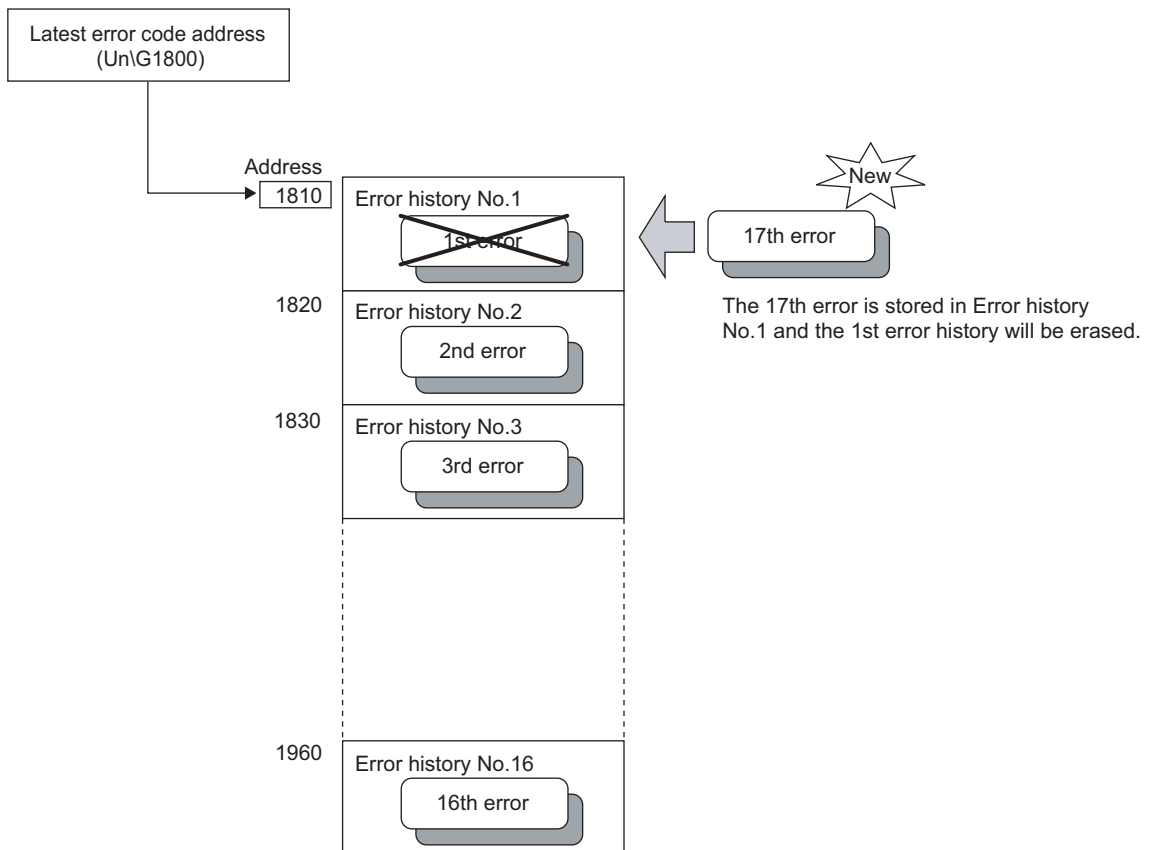 Latest error code address
(Un\G1800)
Address
1810
Error history No.1
1st error
New
17th error
The 17th error is stored in Error history
No.1 and the 1st error history will be erased.
1820
Error history No.2
2nd error
1830
Error history No.3
3rd error
1960
Error history No.16
16th error